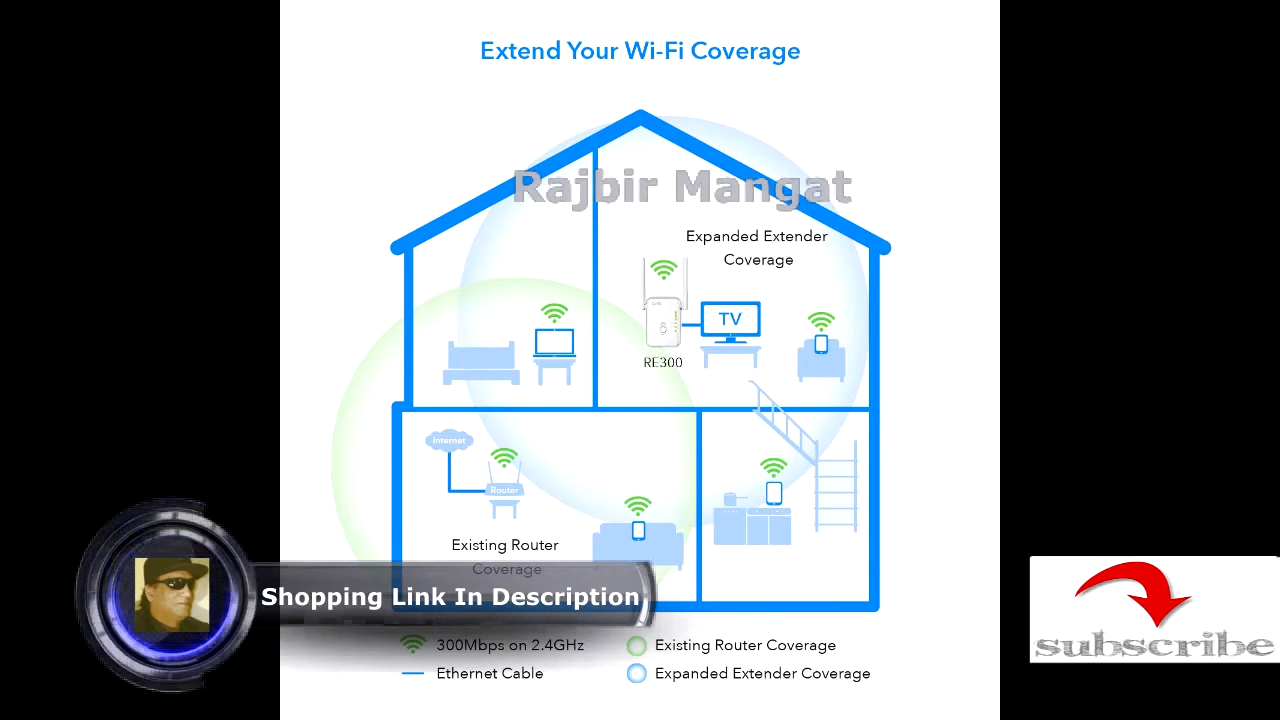 Extend Your Wi-Fi Coverage
Rajbir Mangat
Expanded Extender
Coverage
TV
RE300
Internet
Router
Existing Router
Coverage
Shopping Link In Description
300Mbps on 2.4GHz
Existing Router Coverage
Ethernet Cable
Expanded Extender Coverage
subscribe